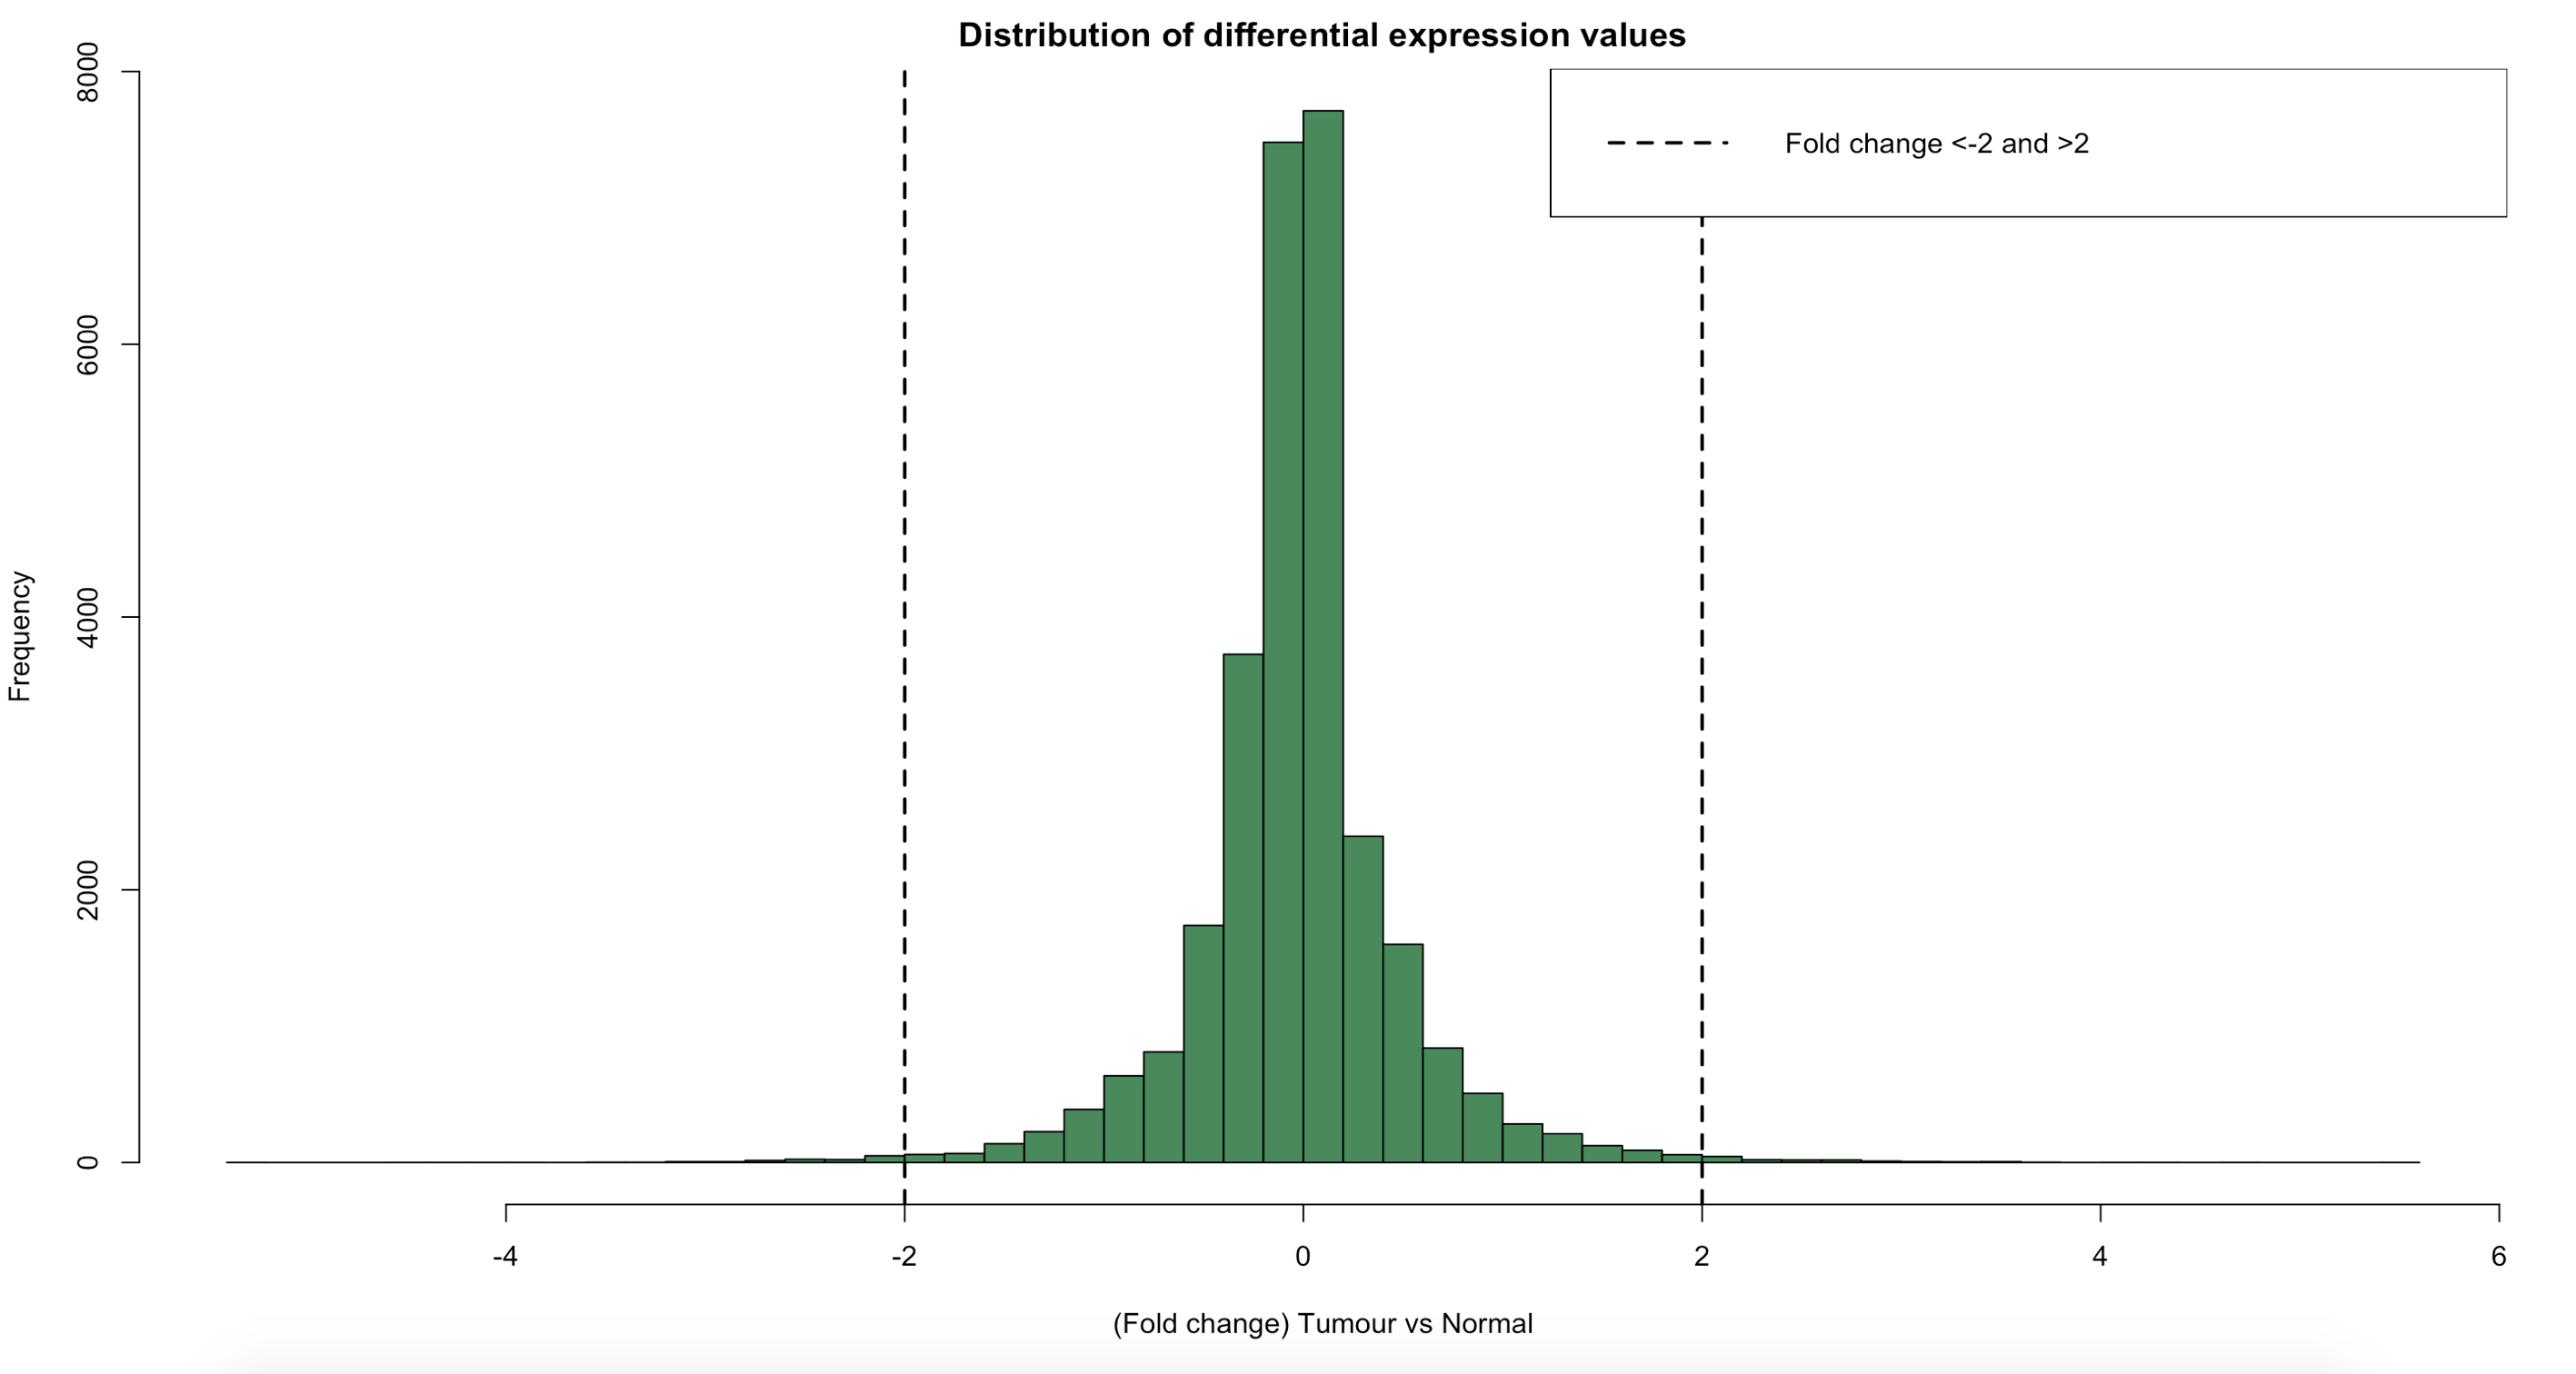 Distribution of differential expression values
Fold change <-2 and >2
8000
6000
4000
2000
0
Frequency
-4 -2 0 2 4 6
(Fold change) Tumour vs Normal